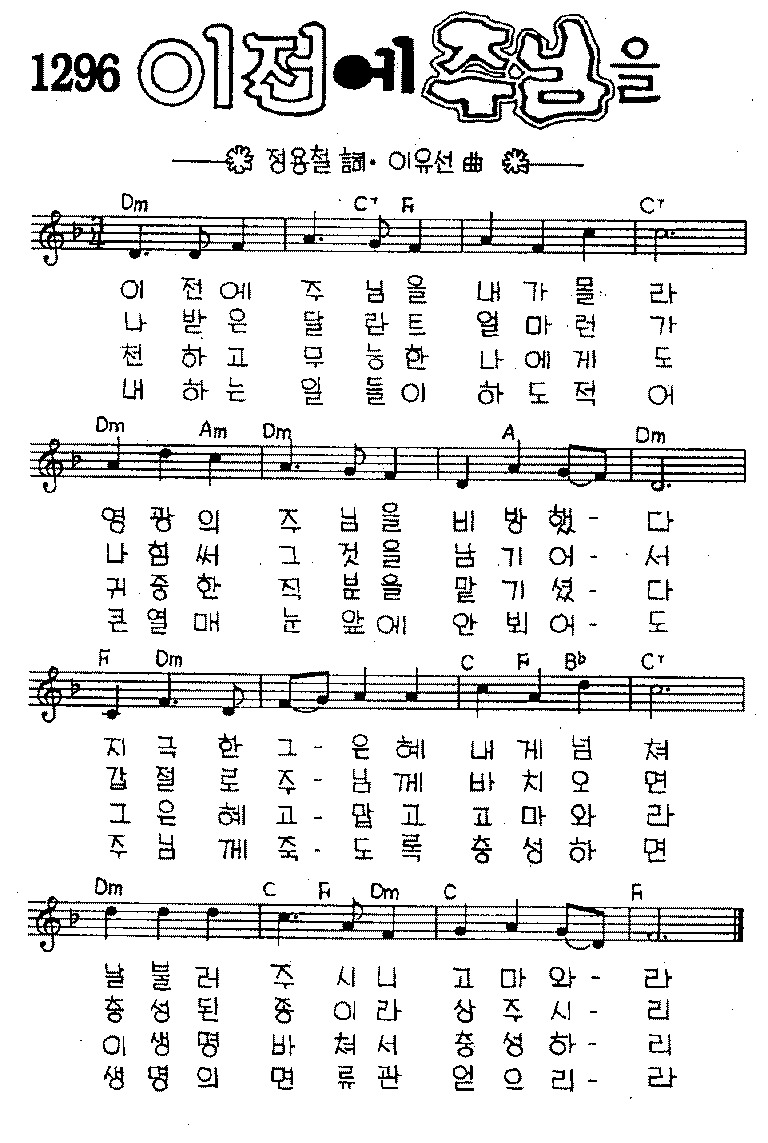 1296 이전에 주님을
정용철 詞· 이유선 曲
Dm C7 F C7
이 전에 주 님 을 내 가 몰 라
나 받은 달 란 트 얼 마 런 가
천 하고 무 능 한 나 에 게 도
내 하는 일 들 이 하 도 적 어
Dm Am Dm A Dm
영 광 의 주 님 을 비 방 했 - 다
나 힘 써 그 것 을 남 기 어 - 서
귀 중 한 직 분 을 맡 기 셨 - 다
큰 열 매 눈 앞 에 안 뵈 어 - 도
F Dm C F Bb C7
지 극 한 그 - 은 혜 내 게 넘 쳐
갑 절 로 주 - 님 께 바 치 오 면
그 은 혜 고 - 맙 고 고 마 와 라
주 님 께 죽 - 도 록 충 성 하 면
Dm C F Dm C F
날 불 러 주 시 니 고 마 와 - 라
충 성 된 종 이 라 상 주 시 - 리
이 생 명 바 쳐 서 충 성 하 - 리
생 명 의 면 류 관 얻 으 리 - 라